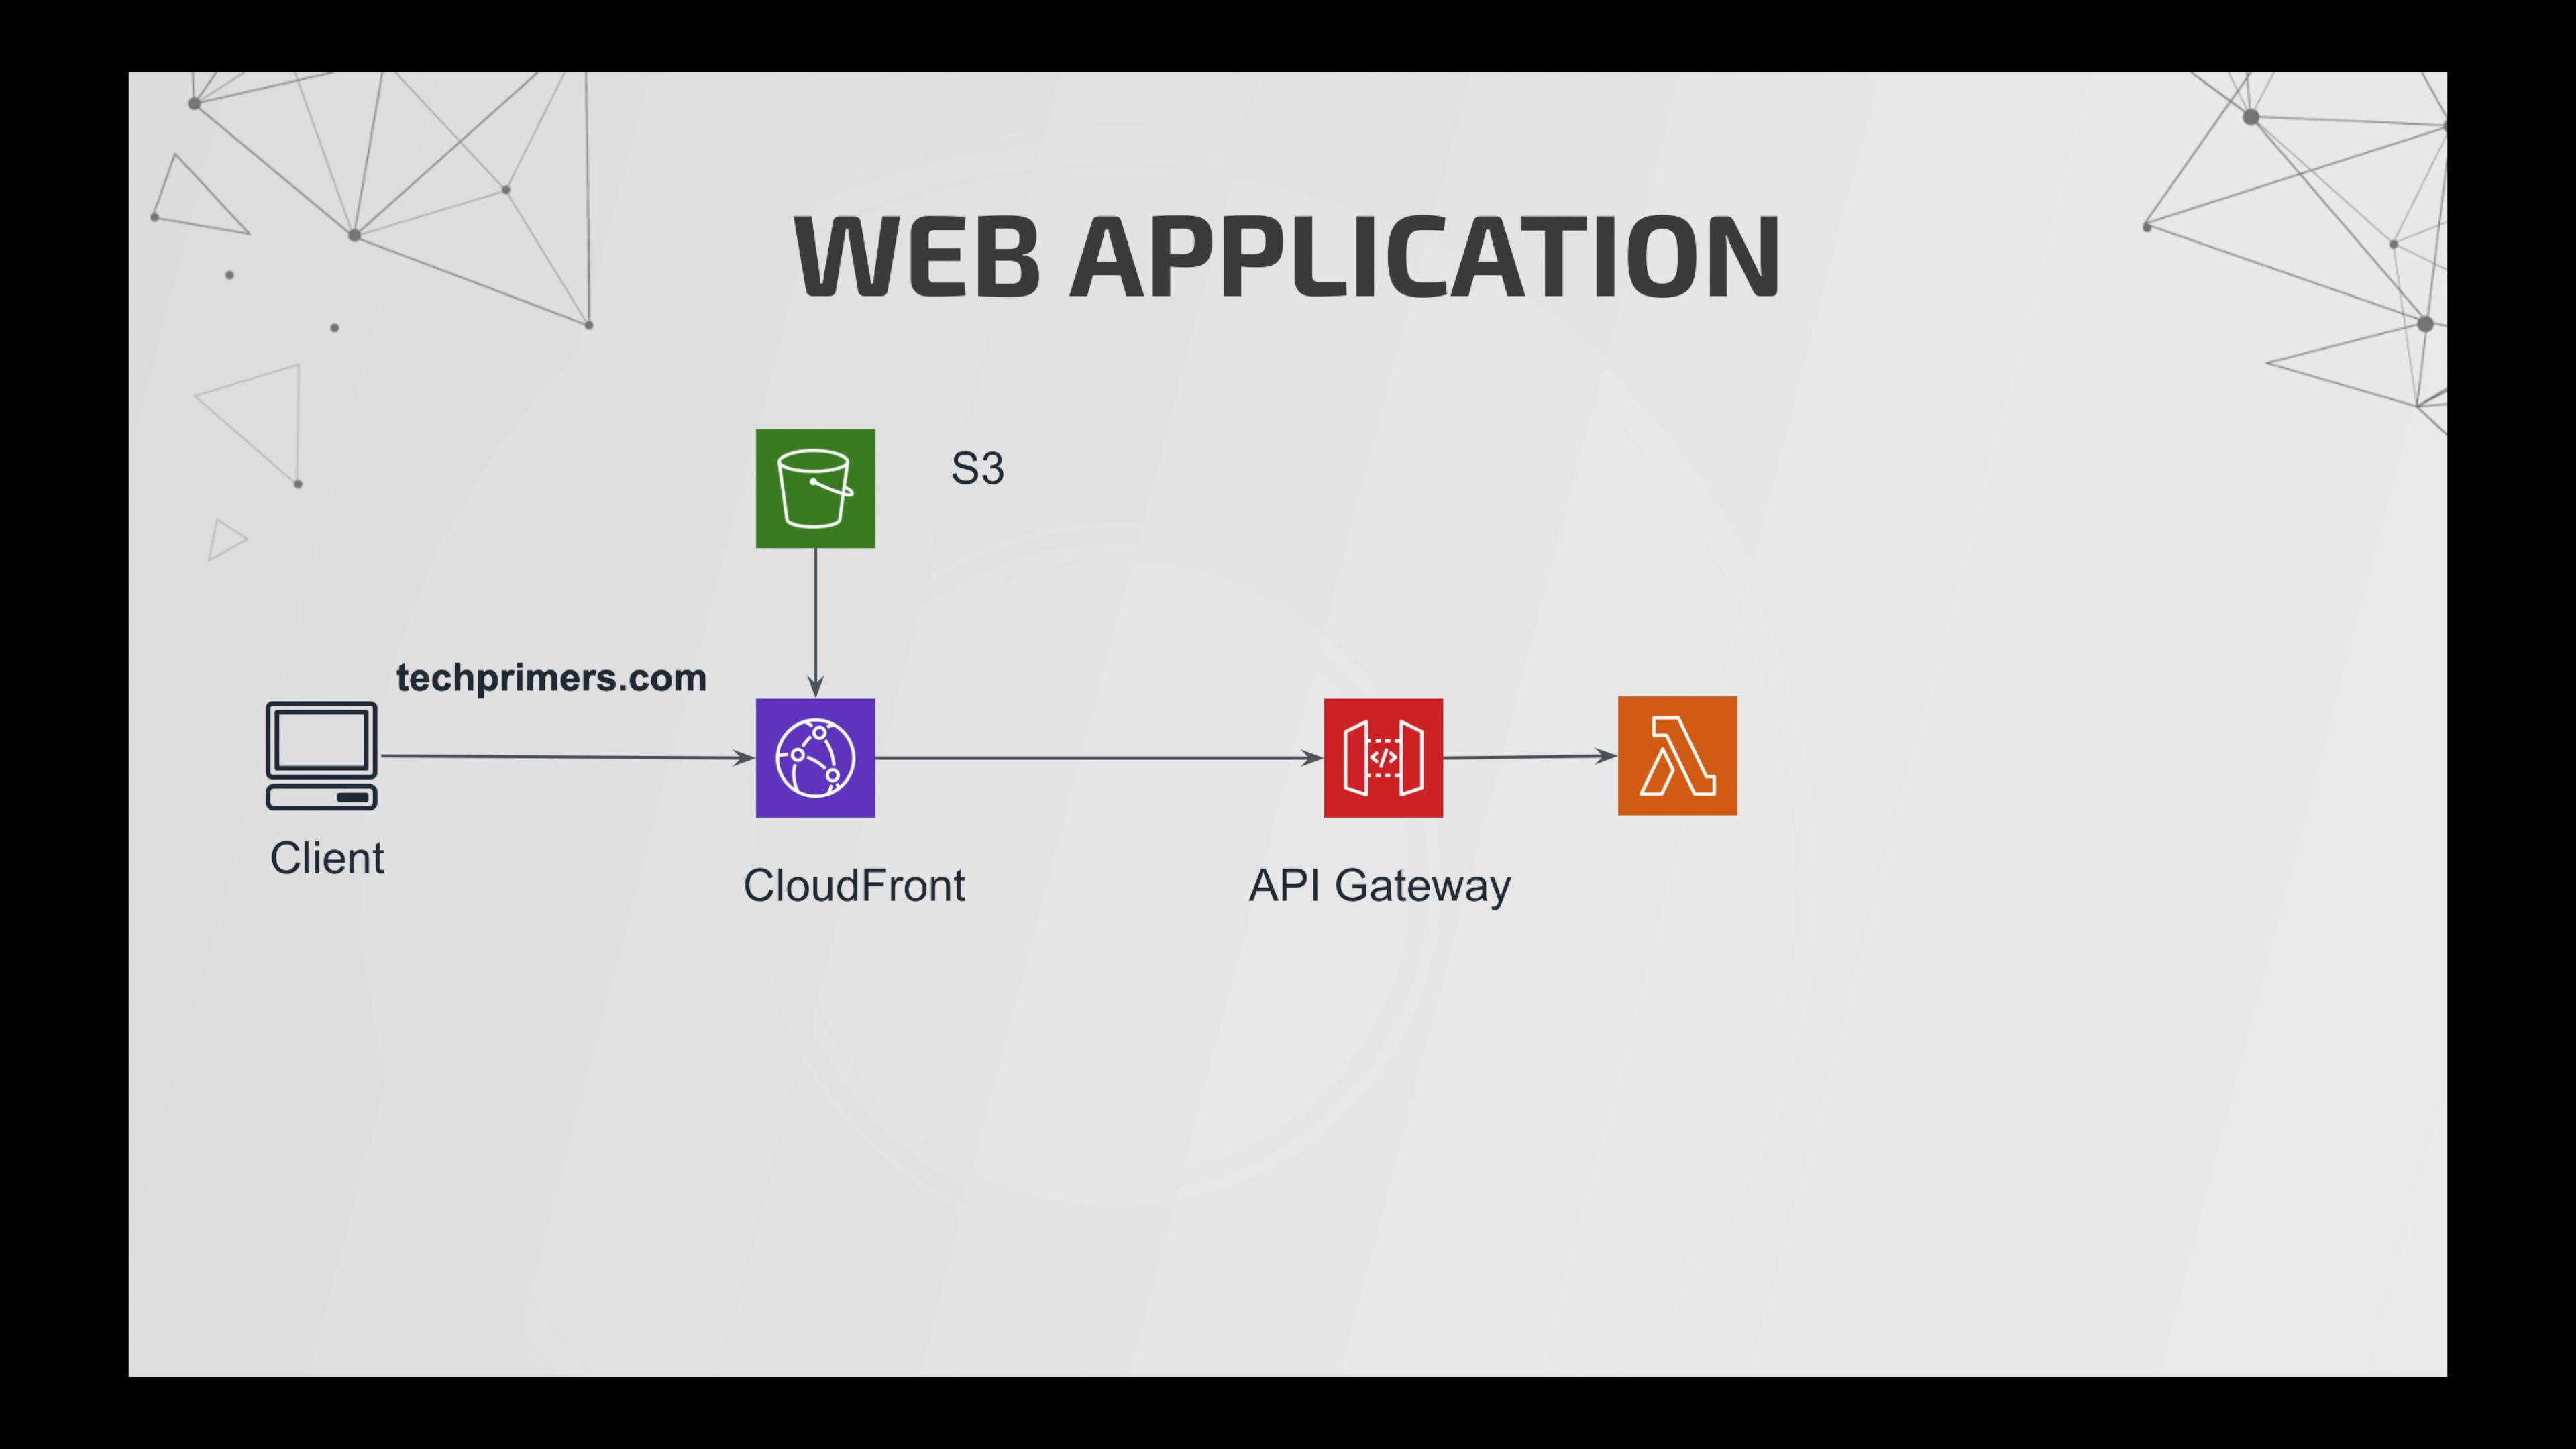 WEB APPLICATION
S3
techprimers.com
Client
CloudFront
API Gateway